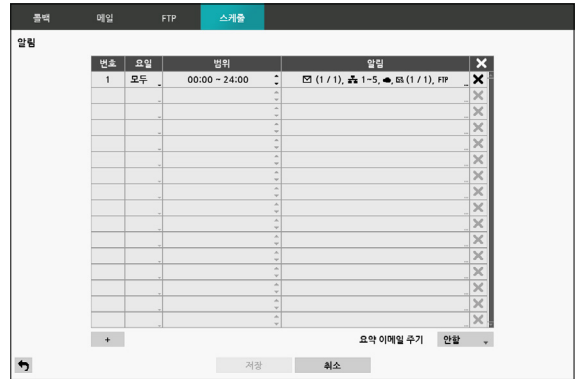 콜백 메일 FTP 스케줄
알림
번호 요일 범위 알림
1 모두 00:00 ~ 24:00 (1 / 1), 1~5, (1 / 1), FTP
+ 요약 이메일 주기 안함
저장 취소